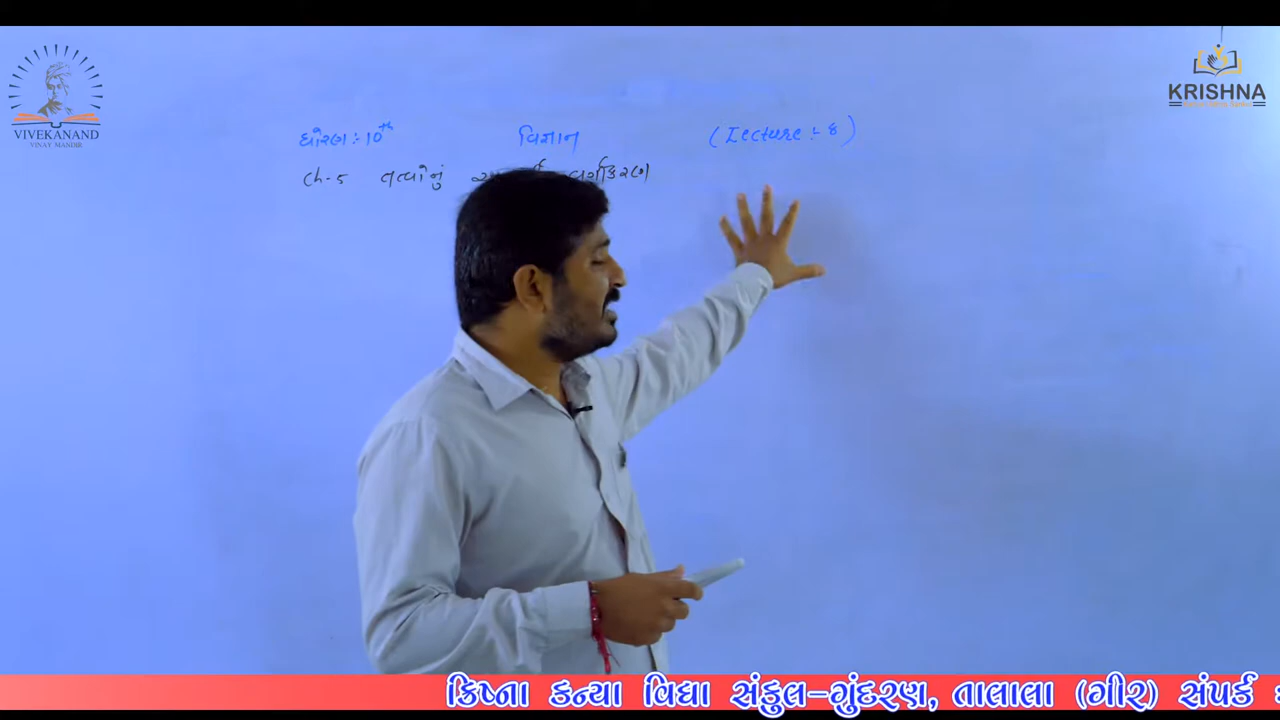 VIVEKANAND
VINAY MANDIR
KRISHNA
ધોરણ :- 10th વિજ્ઞાન (Lecture :- 8)
Ch-5 તત્વોનું વર્ગીકરણ
ક્રિષ્ના કન્યા વિદ્યા સંકુલ-ગુંદરણ, તાલાલા (ગીર) સંપર્ક :